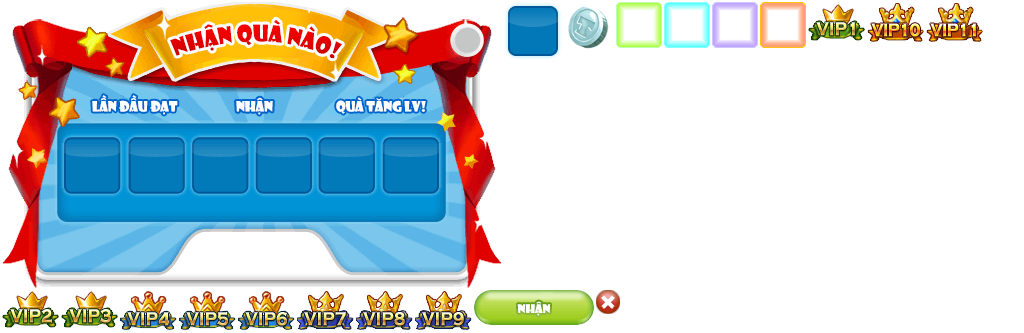 NHẬN QUÀ NÀO!
LẦN ĐẦU ĐẠT NHẬN QUÀ TẶNG LV!
VIP1 VIP10 VIP11
VIP2 VIP3 VIP4 VIP5 VIP6 VIP7 VIP8 VIP9
NHẬN